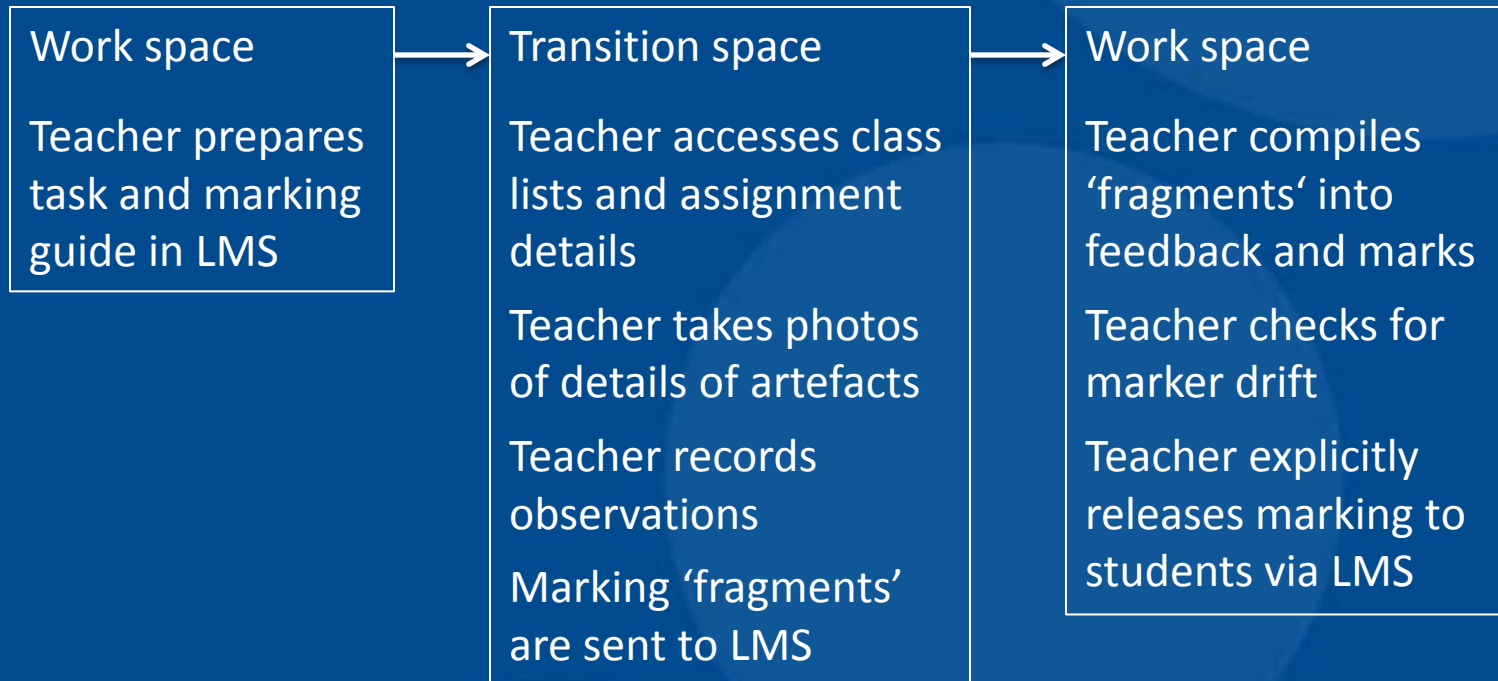 Work space
Teacher prepares
task and marking
guide in LMS
Transition space
Teacher accesses class
lists and assignment
details
Teacher takes photos
of details of artefacts
Teacher records
observations
Marking ‘fragments’
are sent to LMS
Work space
Teacher compiles
‘fragments‘ into
feedback and marks
Teacher checks for
marker drift
Teacher explicitly
releases marking to
students via LMS